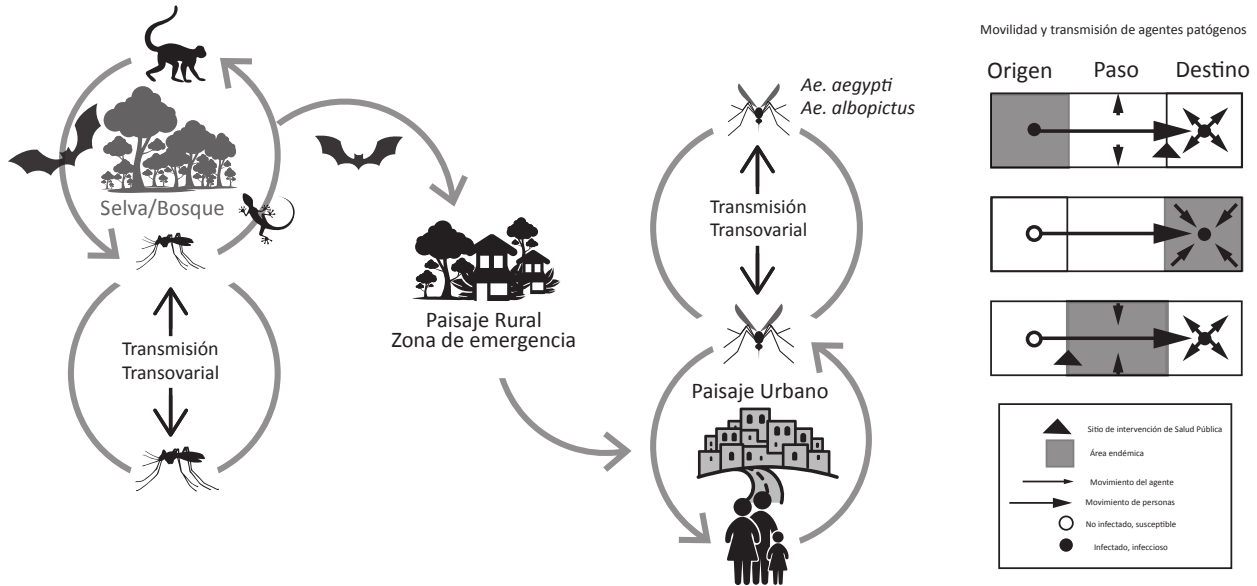 Selva/Bosque
Transmisión
Transovarial
Paisaje Rural
Zona de emergencia
Ae. aegypti
Ae. albopictus
Transmisión
Transovarial
Paisaje Urbano
Movilidad y transmisión de agentes patógenos
Origen Paso Destino
Sitio de intervención de Salud Pública
Área endémica
Movimiento del agente
Movimiento de personas
No infectado, susceptible
Infectado, infeccioso